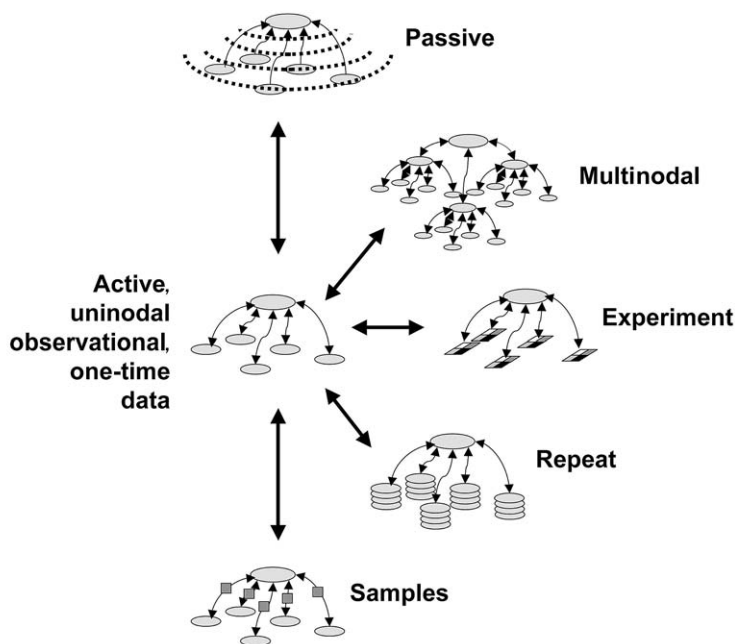 Passive
Multinodal
Active,
uninodal
observational,
one-time
data
Experiment
Repeat
Samples